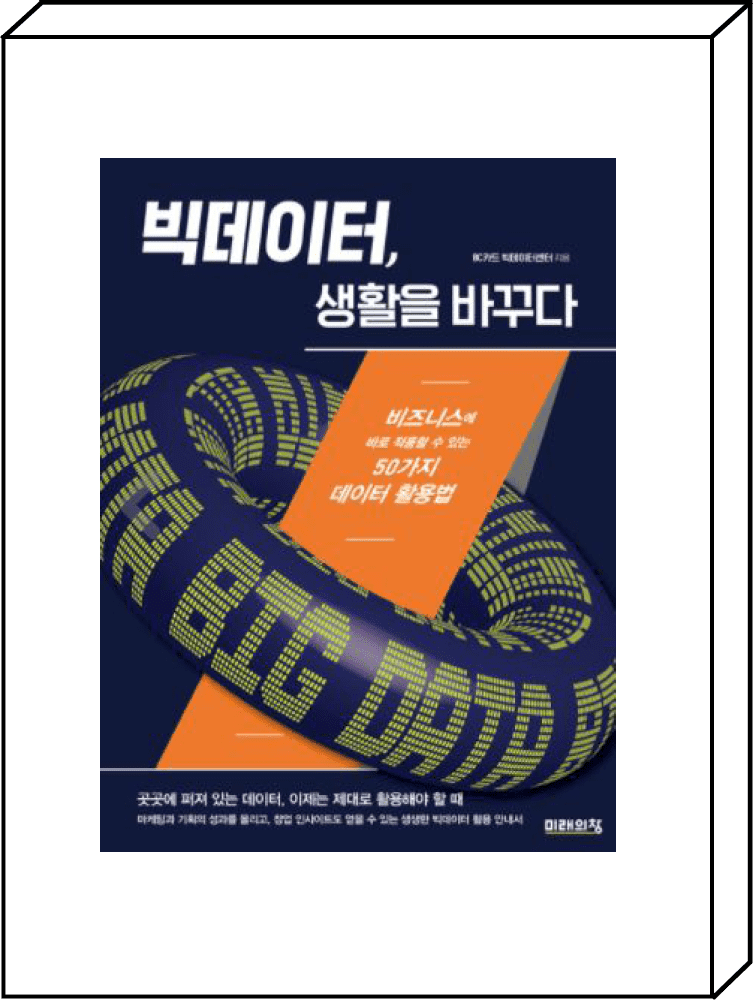 빅데이터,
BC카드 빅데이터센터 지음
생활을 바꾸다
비즈니스에
바로 적용할 수 있는
50가지
데이터 활용법
BIG DATA
곳곳에 퍼져 있는 데이터, 이제는 제대로 활용해야 할 때
마케팅과 기획의 성과를 올리고, 창업 인사이트도 얻을 수 있는 생생한 빅데이터 활용 안내서
미래의창